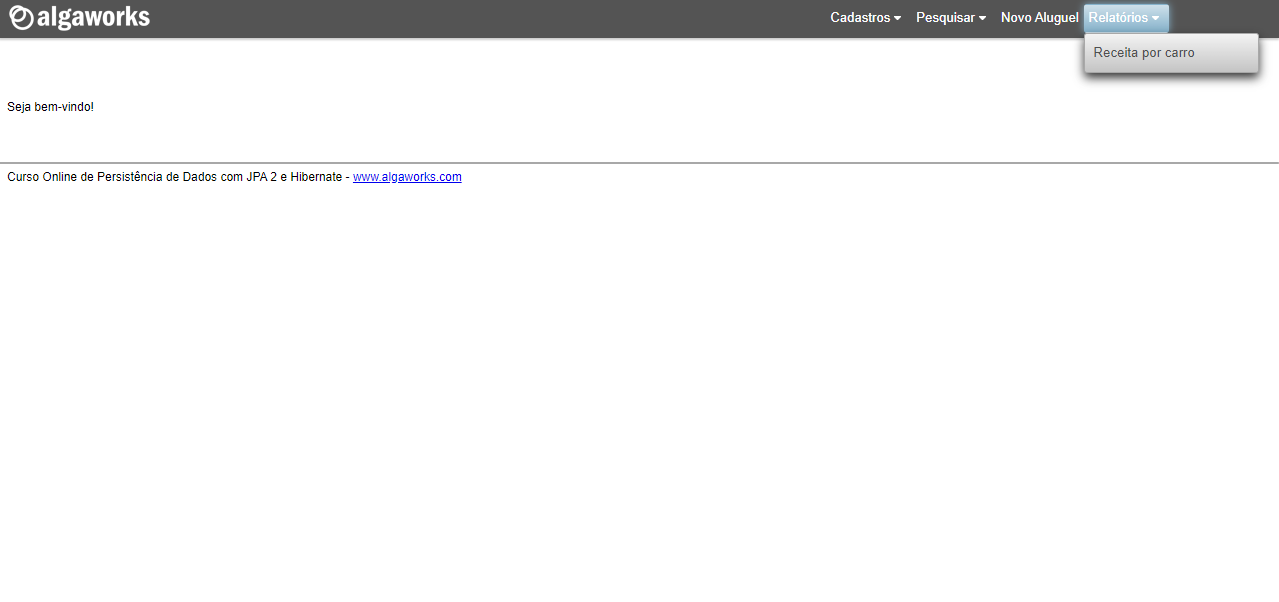 algaworks
Cadastros Pesquisar Novo Aluguel Relatórios
Receita por carro
Seja bem-vindo!
Curso Online de Persistência de Dados com JPA 2 e Hibernate - www.algaworks.com